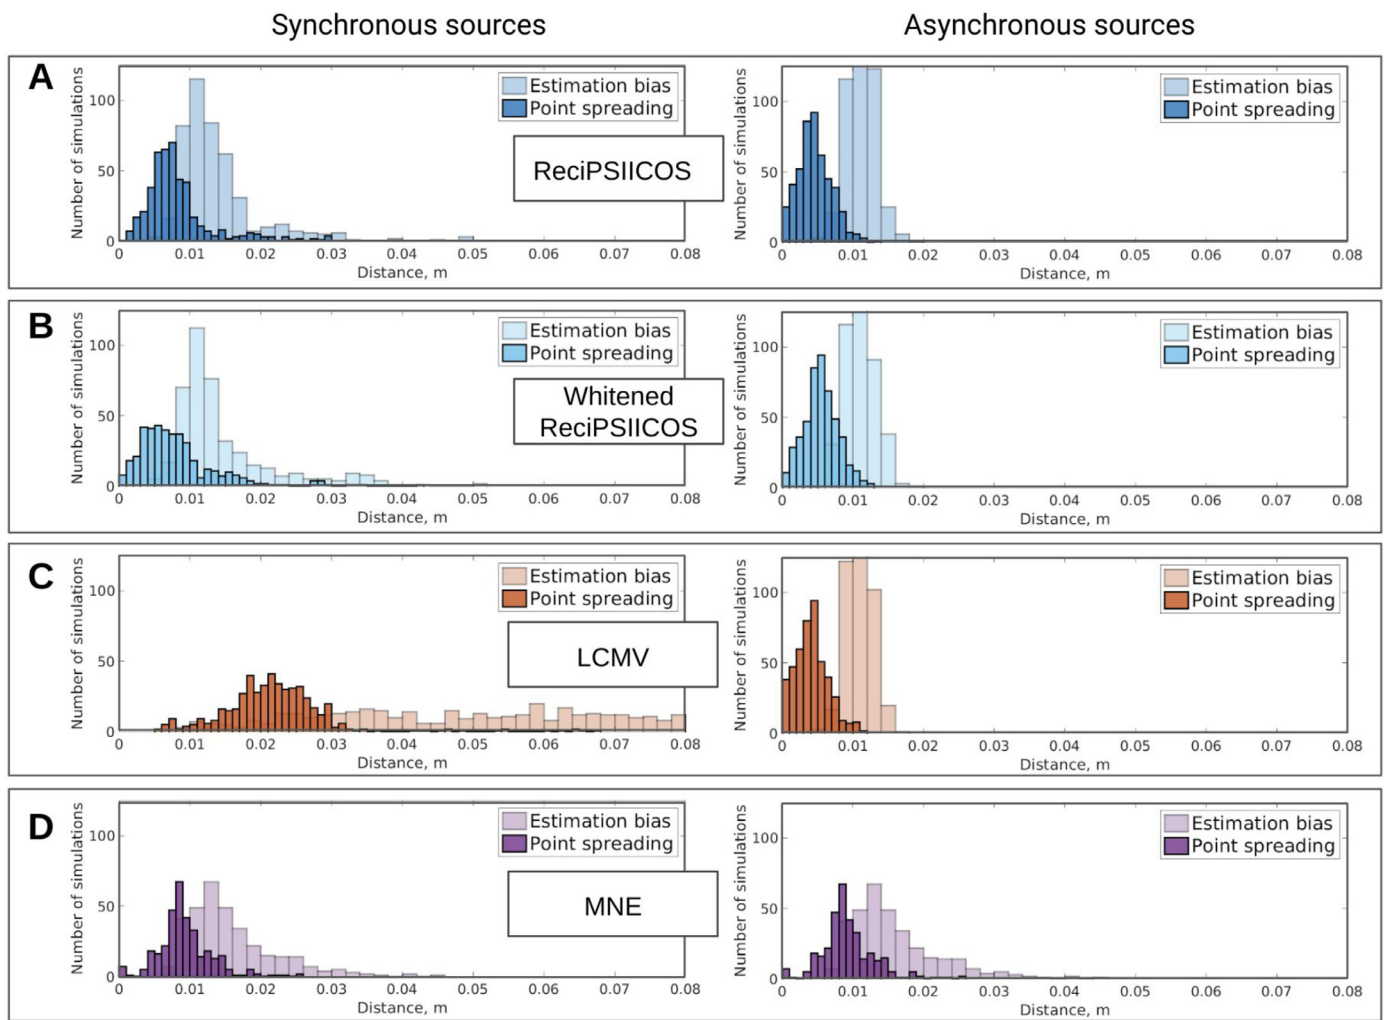 Synchronous sources
Asynchronous sources
A
Number of simulations
100
50
0
Estimation bias
Point spreading
0 0.01 0.02 0.03 0.04 0.05 0.06 0.07 0.08
Distance, m
ReciPSIICOS
Number of simulations
100
50
0
Estimation bias
Point spreading
0 0.01 0.02 0.03 0.04 0.05 0.06 0.07 0.08
Distance, m
B
Number of simulations
100
50
0
Estimation bias
Point spreading
0 0.01 0.02 0.03 0.04 0.05 0.06 0.07 0.08
Distance, m
Whitened
ReciPSIICOS
Number of simulations
100
50
0
Estimation bias
Point spreading
0 0.01 0.02 0.03 0.04 0.05 0.06 0.07 0.08
Distance, m
C
Number of simulations
100
50
0
Estimation bias
Point spreading
0 0.01 0.02 0.03 0.04 0.05 0.06 0.07 0.08
Distance, m
LCMV
Number of simulations
100
50
0
Estimation bias
Point spreading
0 0.01 0.02 0.03 0.04 0.05 0.06 0.07 0.08
Distance, m
D
Number of simulations
100
50
0
Estimation bias
Point spreading
0 0.01 0.02 0.03 0.04 0.05 0.06 0.07 0.08
Distance, m
MNE
Number of simulations
100
50
0
Estimation bias
Point spreading
0 0.01 0.02 0.03 0.04 0.05 0.06 0.07 0.08
Distance, m